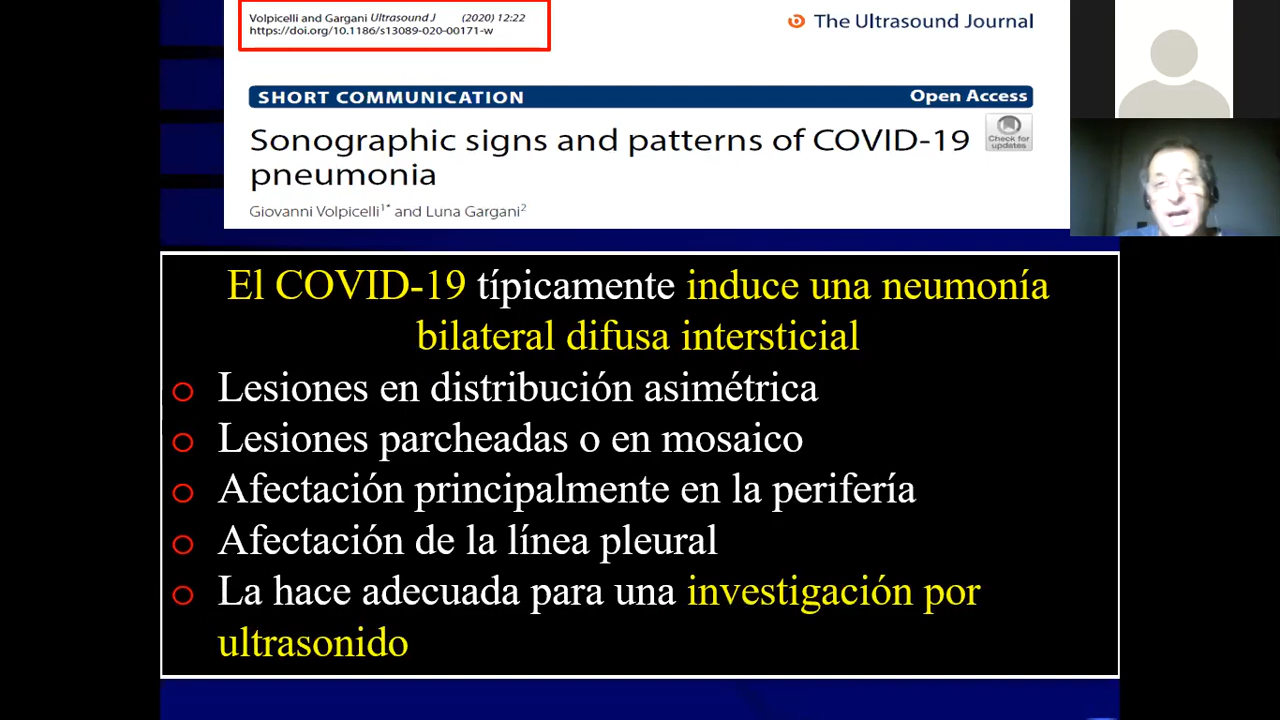 Volpicelli and Gargani Ultrasound J (2020) 12:22
https://doi.org/10.1186/s13089-020-00171-w
The Ultrasound Journal
SHORT COMMUNICATION
Open Access
Sonographic signs and patterns of COVID-19
pneumonia
Check for
updates
Giovanni Volpicelli1* and Luna Gargani2
El COVID-19 típicamente induce una neumonía
bilateral difusa intersticial
o Lesiones en distribución asimétrica
o Lesiones parcheadas o en mosaico
o Afectación principalmente en la perifería
o Afectación de la línea pleural
o La hace adecuada para una investigación por
ultrasonido